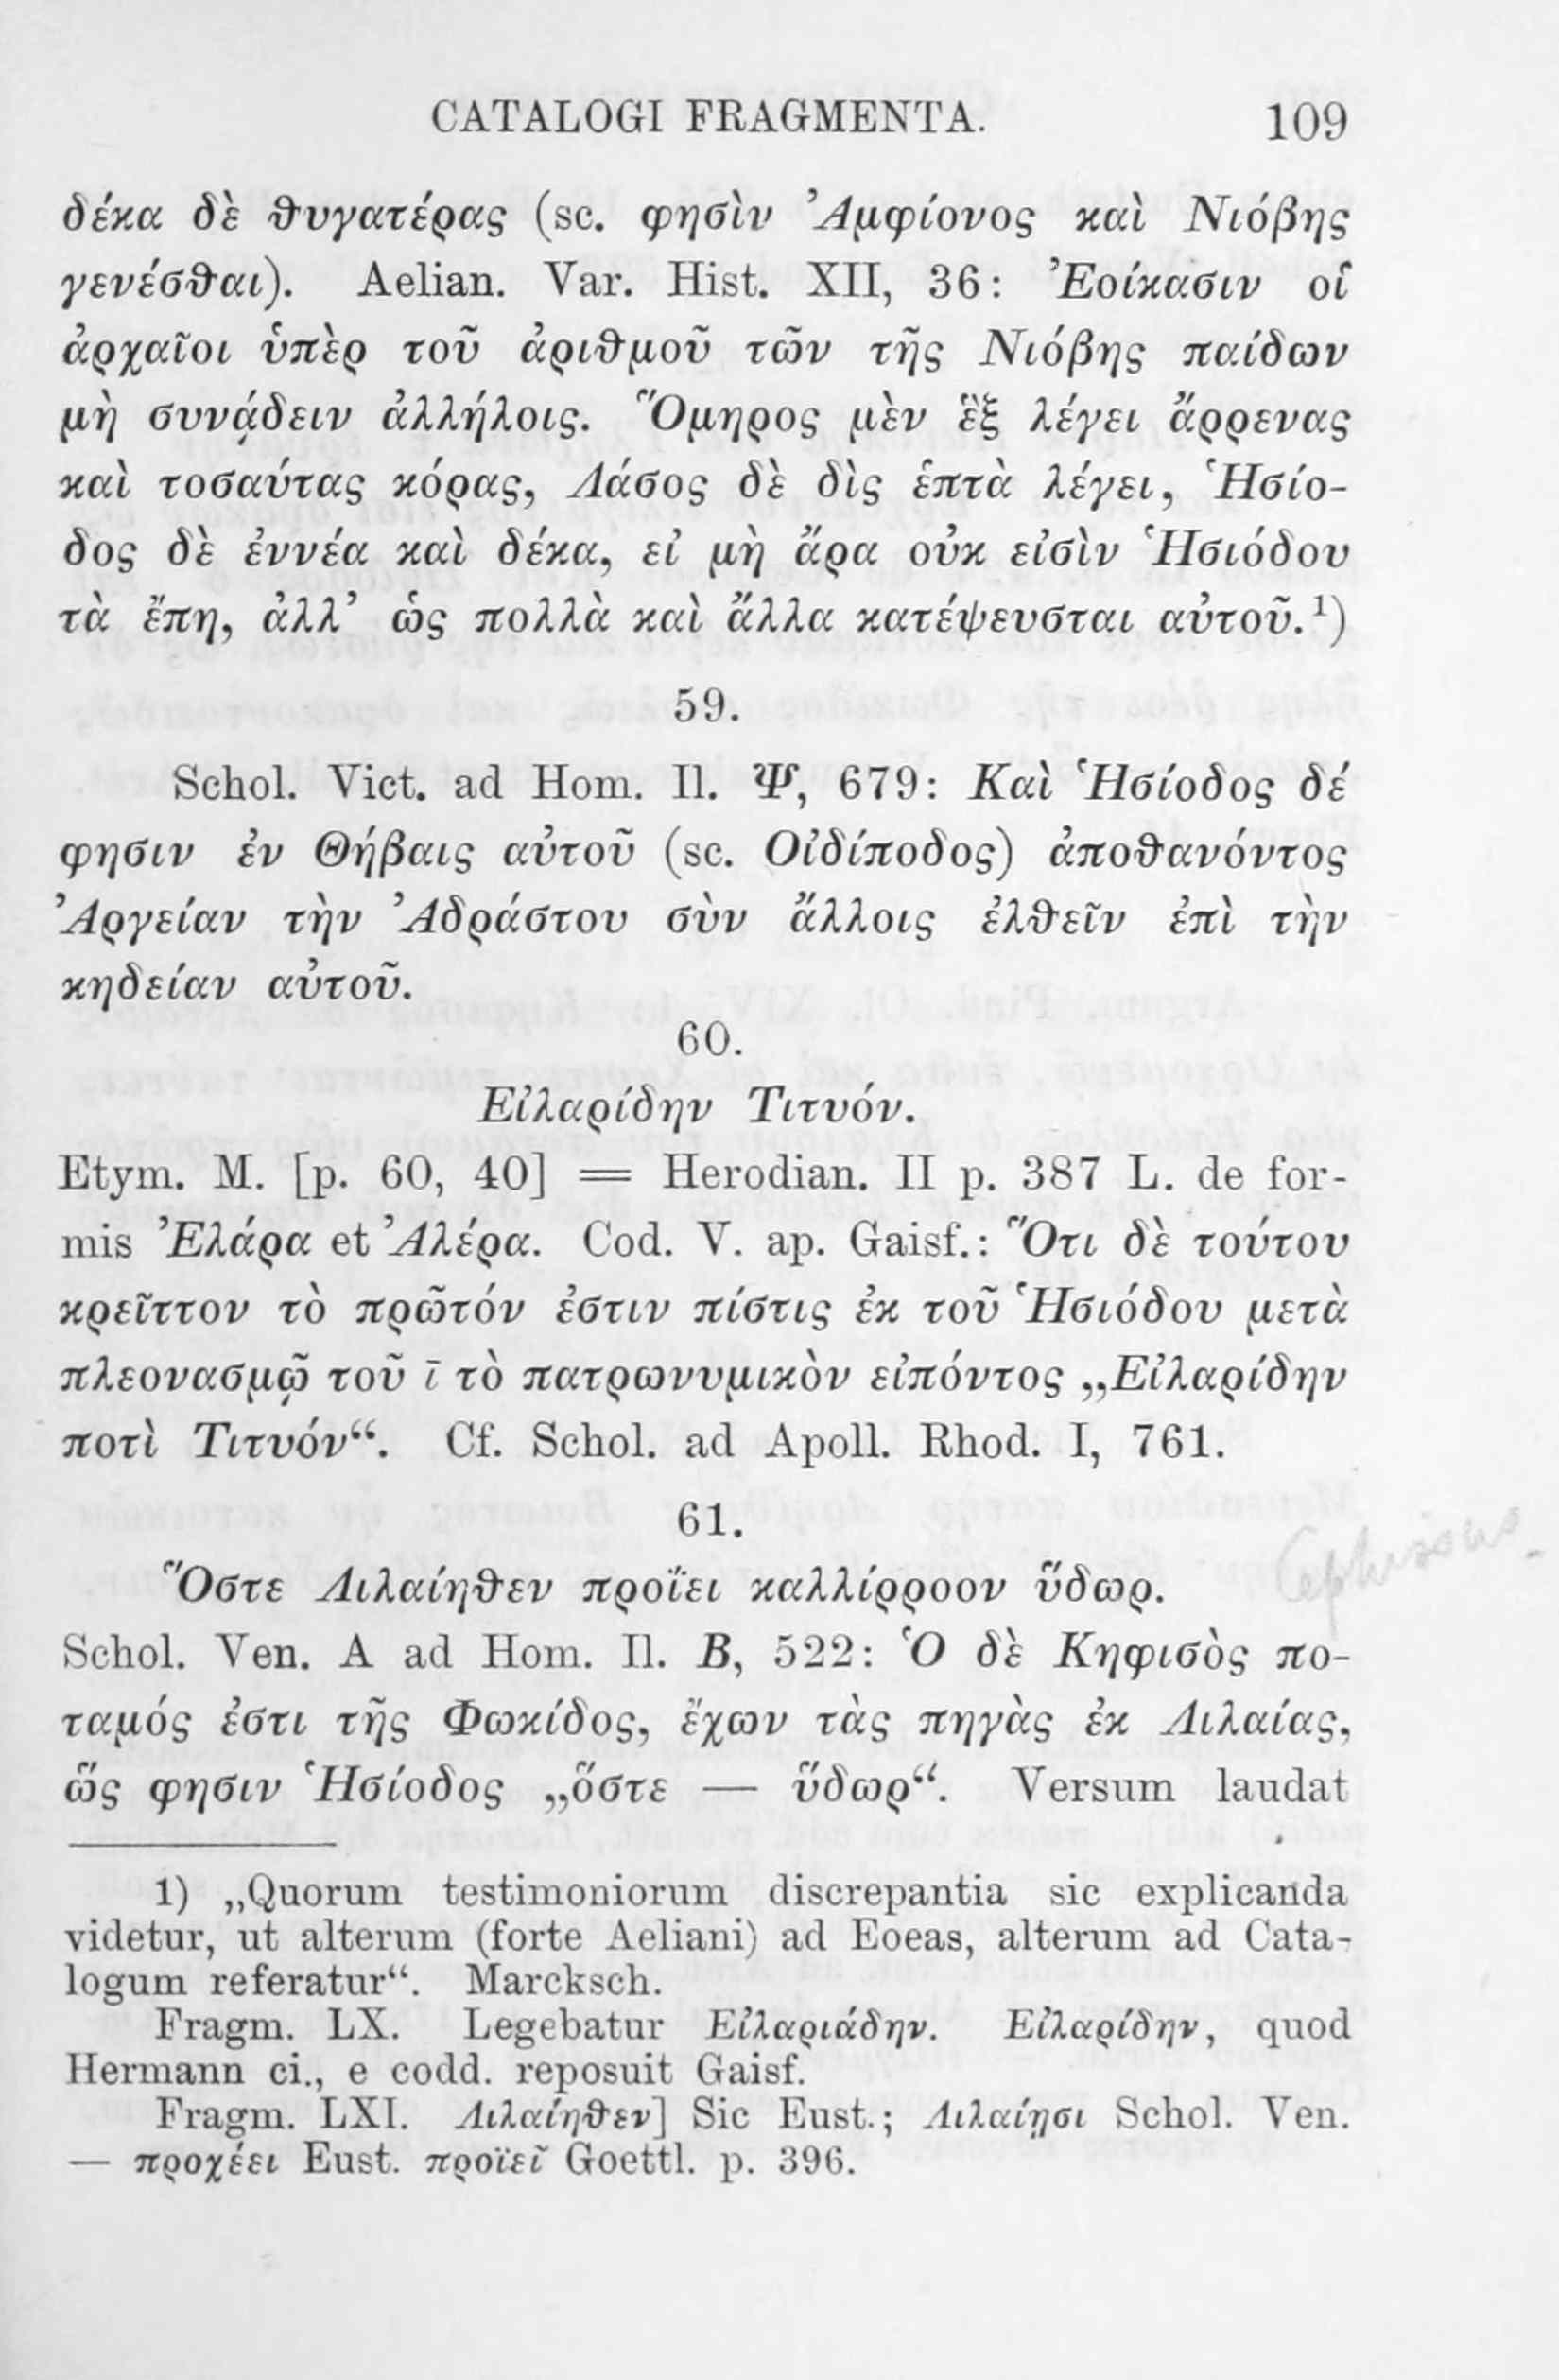 CATALOGI FRAGMENTA. 109
δέκα δὲ θυγατέρας (sc. φησὶν Ἀμφίονος καὶ Νιόβης
γενέσθαι). Aelian. Var. Hist. XII, 36: Ἐοίκασιν οἱ
ἀρχαῖοι ὑπὲρ τοῦ ἀριθμοῦ τῶν τῆς Νιόβης παίδων
μὴ συνᾴδειν ἀλλήλοις. Ὅμηρος μὲν ἓξ λέγει ἄρρενας
καὶ τοσαύτας κόρας, Λάσος δὲ δὶς ἑπτὰ λέγει, Ἡσίο-
δος δὲ ἐννέα καὶ δέκα, εἰ μὴ ἄρα οὐκ εἰσὶν Ἡσιόδου
τὰ ἔπη, ἀλλ’ ὡς πολλὰ καὶ ἄλλα κατέψευσται αὐτοῦ.¹)
59.
Schol. Vict. ad Hom. Il. Ψ, 679: Καὶ Ἡσίοδος δέ
φησιν ἐν Θήβαις αὐτοῦ (sc. Οἰδίποδος) ἀποθανόντος
Ἀργείαν τὴν Ἀδράστου σὺν ἄλλοις ἐλθεῖν ἐπὶ τὴν
κηδείαν αὐτοῦ.
60.
Εἰλαρίδην Τιτυόν.
Etym. M. [p. 60, 40] = Herodian. II p. 387 L. de for-
mis Ἐλάρα et Ἀλέρα. Cod. V. ap. Gaisf.: Ὅτι δὲ τούτου
κρεῖττον τὸ πρῶτόν ἐστιν πίστις ἐκ τοῦ Ἡσιόδου μετὰ
πλεονασμῷ τοῦ ῑ τὸ πατρωνυμικὸν εἰπόντος „Εἰλαρίδην
ποτὶ Τιτυόν“. Cf. Schol. ad Apoll. Rhod. I, 761.
61.
Cephissus
Ὅστε Λιλαίηθεν προΐει καλλίρροον ὕδωρ.
Schol. Ven. A ad Hom. Il. B, 522: Ὁ δὲ Κηφισὸς πο-
ταμός ἐστι τῆς Φωκίδος, ἔχων τὰς πηγὰς ἐκ Λιλαίας,
ὥς φησιν Ἡσίοδος „ὅστε — ὕδωρ“. Versum laudat
1) „Quorum testimoniorum discrepantia sic explicanda
videtur, ut alterum (forte Aeliani) ad Eoeas, alterum ad Cata-
logum referatur“. Marcksch.
Fragm. LX. Legebatur Εἰλαριάδην. Εἰλαρίδην, quod
Hermann ci., e codd. reposuit Gaisf.
Fragm. LXI. Λιλαίηθεν] Sic Eust.; Λιλαίῃσι Schol. Ven.
— προχέει Eust. προϊεῖ Goettl. p. 396.